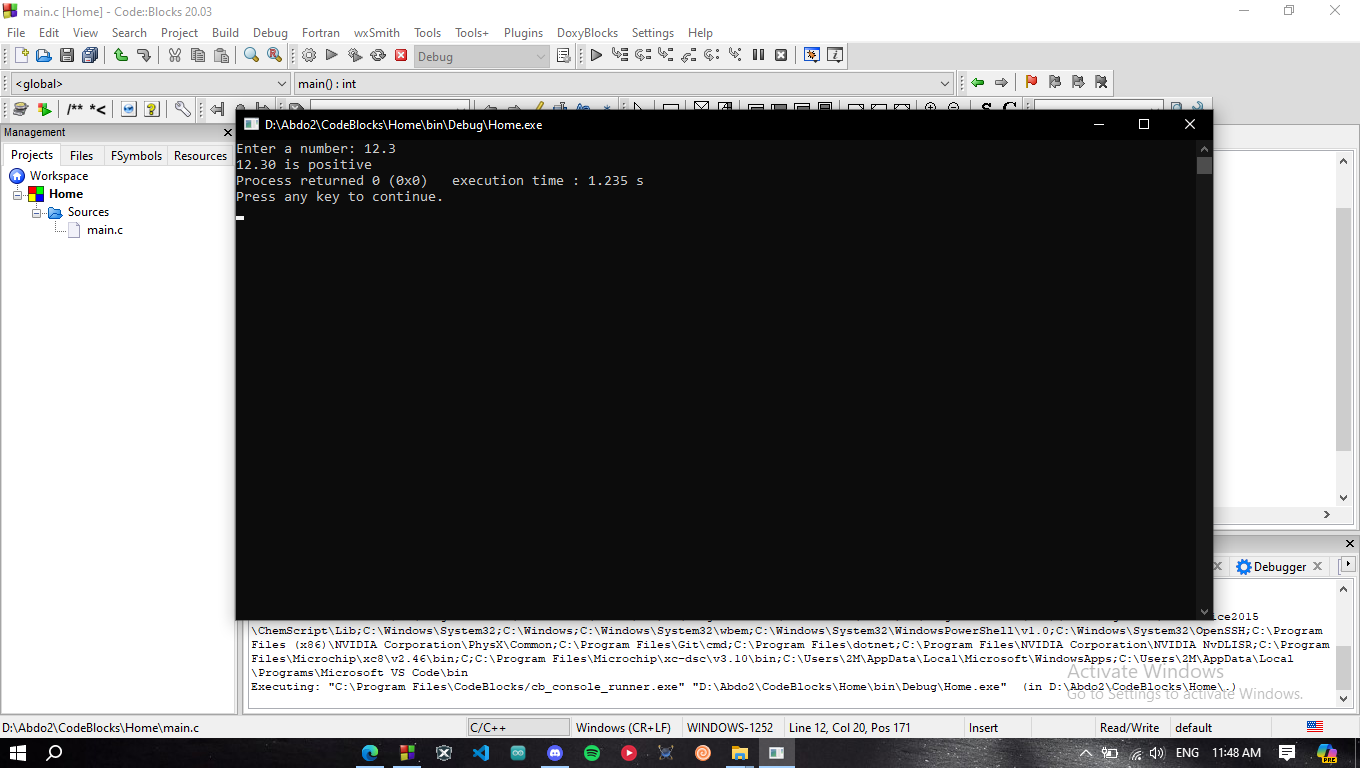 main.c [Home] - Code::Blocks 20.03
File Edit View Search Project Build Debug Fortran wxSmith Tools Tools+ Plugins DoxyBlocks Settings Help
Debug
<global> main() : int
/** *<
S C
Management
D:\Abdo2\CodeBlocks\Home\bin\Debug\Home.exe
Projects Files FSymbols Resources
Workspace
Home
Sources
main.c
Enter a number: 12.3
12.30 is positive
Process returned 0 (0x0)   execution time : 1.235 s
Press any key to continue.
Debugger
ice2015
\ChemScript\Lib;C:\Windows\System32;C:\Windows;C:\Windows\System32\wbem;C:\Windows\System32\WindowsPowerShell\v1.0;C:\Windows\System32\OpenSSH;C:\Program
Files (x86)\NVIDIA Corporation\PhysX\Common;C:\Program Files\Git\cmd;C:\Program Files\dotnet;C:\Program Files\NVIDIA Corporation\NVIDIA NvDLISR;C:\Program
Files\Microchip\xc8\v2.46\bin;C;C:\Program Files\Microchip\xc-dsc\v3.10\bin;C:\Users\2M\AppData\Local\Microsoft\WindowsApps;C:\Users\2M\AppData\Local
\Programs\Microsoft VS Code\bin
Executing: "C:\Program Files\CodeBlocks/cb_console_runner.exe" "D:\Abdo2\CodeBlocks\Home\bin\Debug\Home.exe"  (in D:\Abdo2\CodeBlocks\Home\.)
Activate Windows
Go to Settings to activate Windows.
D:\Abdo2\CodeBlocks\Home\main.c C/C++ Windows (CR+LF) WINDOWS-1252 Line 12, Col 20, Pos 171 Insert Read/Write default
ENG 11:48 AM
PRE